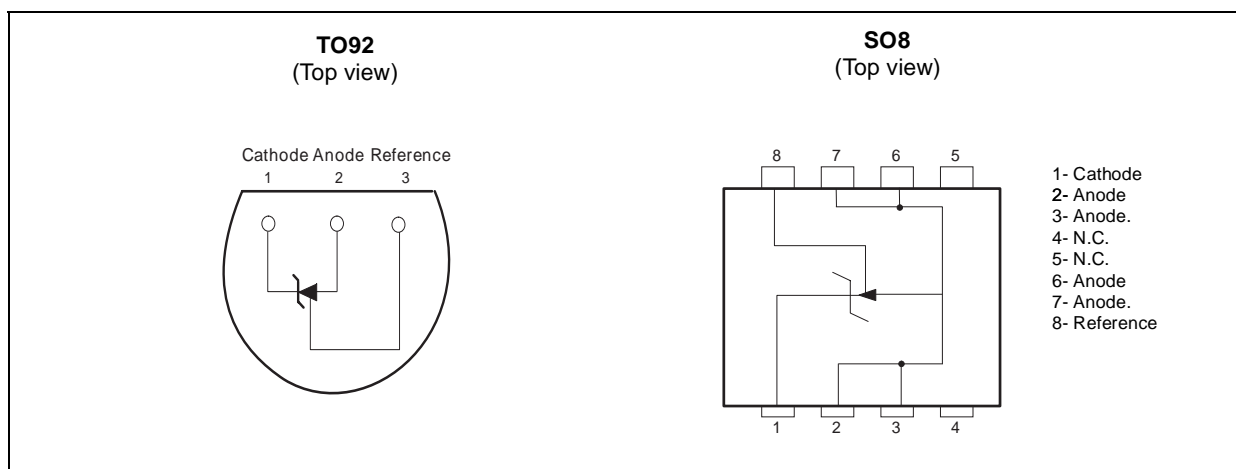 TO92
(Top view)
Cathode Anode Reference
1 2 3
SO8
(Top view)
8 7 6 5
1 2 3 4
1- Cathode
2- Anode
3- Anode.
4- N.C.
5- N.C.
6- Anode
7- Anode.
8- Reference